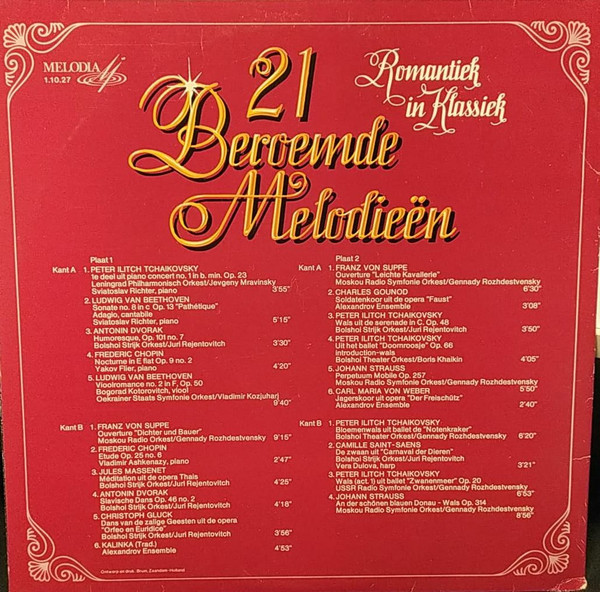 MELODIA
1.10.27
21
Beroemde
Melodieën
Romantiek
in Klassiek
Plaat 1
Kant A
1. PETER ILITCH TCHAIKOVSKY
1e deel uit piano concert no. 1 in b. min. Op. 23
Leningrad Philharmonisch Orkest/Jevgeny Mravinsky
Sviatoslav Richter, piano 3'55"
2. LUDWIG VAN BEETHOVEN
Sonate no. 8 in c Op. 13 "Pathétique"
Adagio, cantabile
Sviatoslav Richter, piano 5'15"
3. ANTONIN DVORAK
Humoresque, Op. 101 no. 7
Bolshoi Strijk Orkest/Juri Rejentovitch 3'30"
4. FREDERIC CHOPIN
Nocturne in E flat Op. 9 no. 2
Yakov Flier, piano 4'20"
5. LUDWIG VAN BEETHOVEN
Vioolromance no. 2 in F, Op. 50
Bogorad Kotorovitch, viool
Oekrainer Staats Symfonie Orkest/Vladimir Kozjuharj
9'40"
Kant B
1. FRANZ VON SUPPE
Ouverture "Dichter und Bauer"
Moskou Radio Orkest/Gennady Rozhdestvensky 9'15"
2. FREDERIC CHOPIN
Etude Op. 25 no. 6
Vladimir Ashkenazy, piano 2'47"
3. JULES MASSENET
Méditation uit de opera Thais
Bolshoi Strijk Orkest/Juri Rejentovitch 4'25"
4. ANTONIN DVORAK
Slavische Dans Op. 46 no. 2
Bolshoi Strijk Orkest/Juri Rejentovitch 4'18"
5. CHRISTOPH GLUCK
Dans van de zalige Geesten uit de opera
"Orfeo en Euridice"
Bolshoi Strijk Orkest/Juri Rejentovitch 3'56"
6. KALINKA (Trad.)
Alexandrov Ensemble 4'53"
Plaat 2
Kant A
1. FRANZ VON SUPPE
Ouverture "Leichte Kavallerie"
Moskou Radio Symfonie Orkest/Gennady Rozhdestvensky
6'30"
2. CHARLES GOUNOD
Soldatenkoor uit de opera "Faust"
Alexandrov Ensemble 3'08"
3. PETER ILITCH TCHAIKOVSKY
Wals uit de serenade in C, Op. 48
Bolshoi Strijk Orkest/Juri Rejentovitch 3'50"
4. PETER ILITCH TCHAIKOVSKY
Uit het ballet "Doornroosje" Op. 66
introduction-wals
Bolshoi Theater Orkest/Boris Khaikin 4'05"
5. JOHANN STRAUSS
Perpetuum Mobile Op. 257
Moskou Radio Symfonie Orkest/Gennady Rozhdestvensky
5'50"
6. CARL MARIA VON WEBER
Jagerskoor uit de opera "Der Freischütz"
Alexandrov Ensemble 2'40"
Kant B
1. PETER ILITCH TCHAIKOVSKY
Bloemenwals uit ballet de "Notenkraker"
Bolshoi Theater Orkest/Gennady Rozhdestvensky 6'20"
2. CAMILLE SAINT-SAENS
De zwaan uit "Carnaval der Dieren"
Bolshoi Strijk Orkest/Juri Rejentovitch
Vera Dulova, harp 3'21"
3. PETER ILITCH TCHAIKOVSKY
Wals (act. 1) uit ballet "Zwanenmeer" Op. 20
USSR Radio Symfonie Orkest/Gennady Rozhdestvensky
6'53"
4. JOHANN STRAUSS
An der schönen blauen Donau - Wals Op. 314
Moskou Radio Symfonie Orkest/Gennady Rozhdestvensky
8'56"